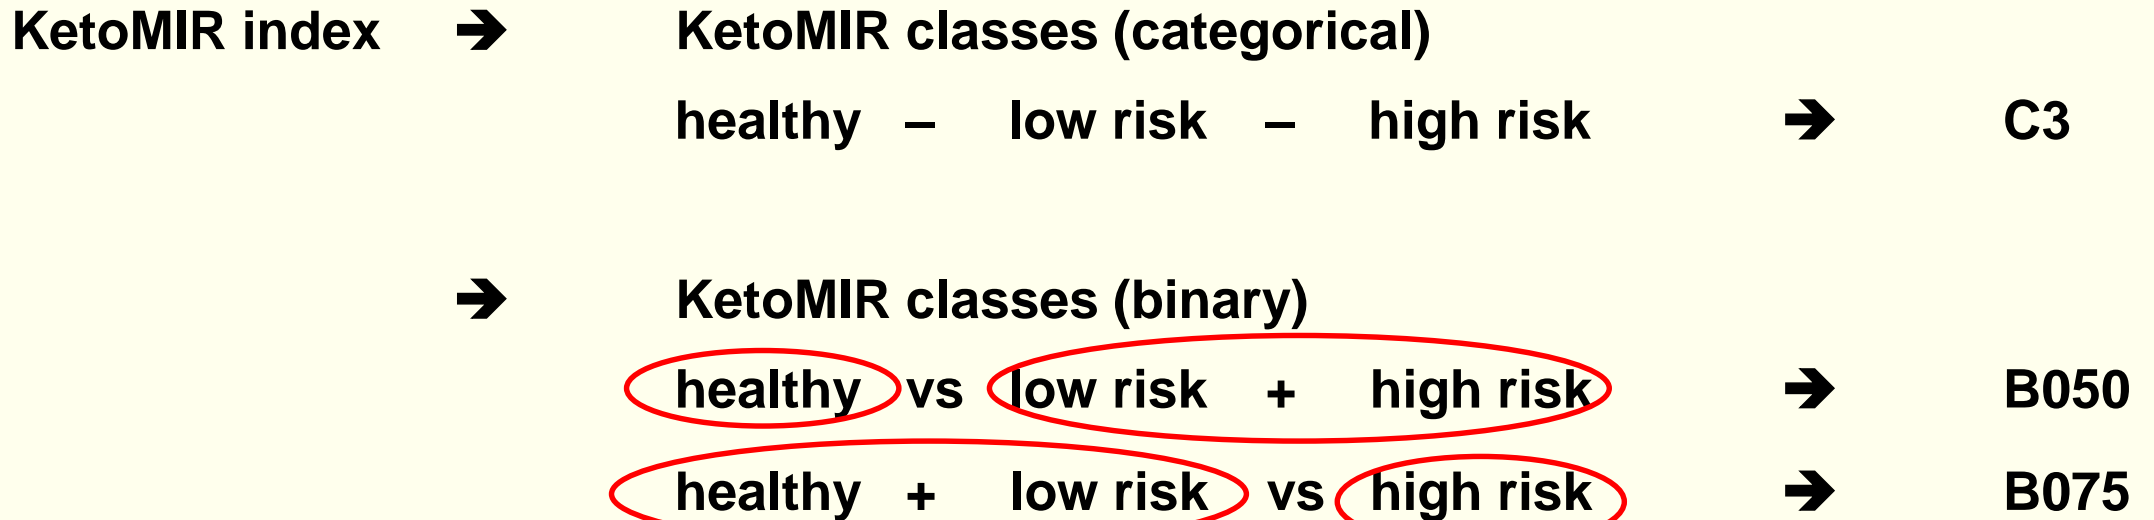 KetoMIR index ➔ KetoMIR classes (categorical)
healthy – low risk – high risk ➔ C3
➔ KetoMIR classes (binary)
healthy vs low risk + high risk ➔ B050
healthy + low risk vs high risk ➔ B075